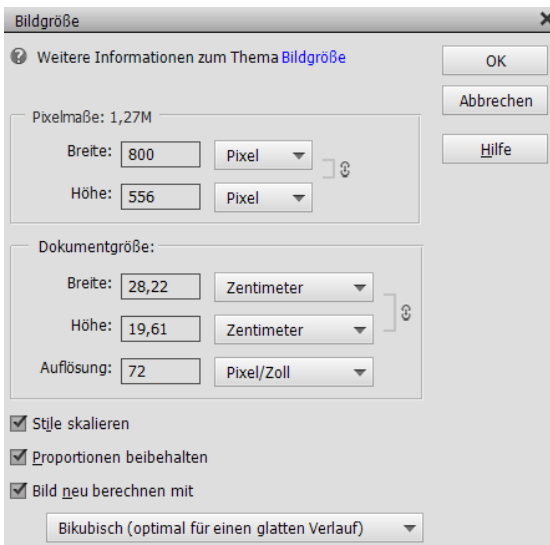 Bildgröße
Weitere Informationen zum Thema Bildgröße
OK
Abbrechen
Hilfe
Pixelmaße: 1,27M
Breite: 800 Pixel
Höhe: 556 Pixel
Dokumentgröße:
Breite: 28,22 Zentimeter
Höhe: 19,61 Zentimeter
Auflösung: 72 Pixel/Zoll
Stile skalieren
Proportionen beibehalten
Bild neu berechnen mit
Bikubisch (optimal für einen glatten Verlauf)